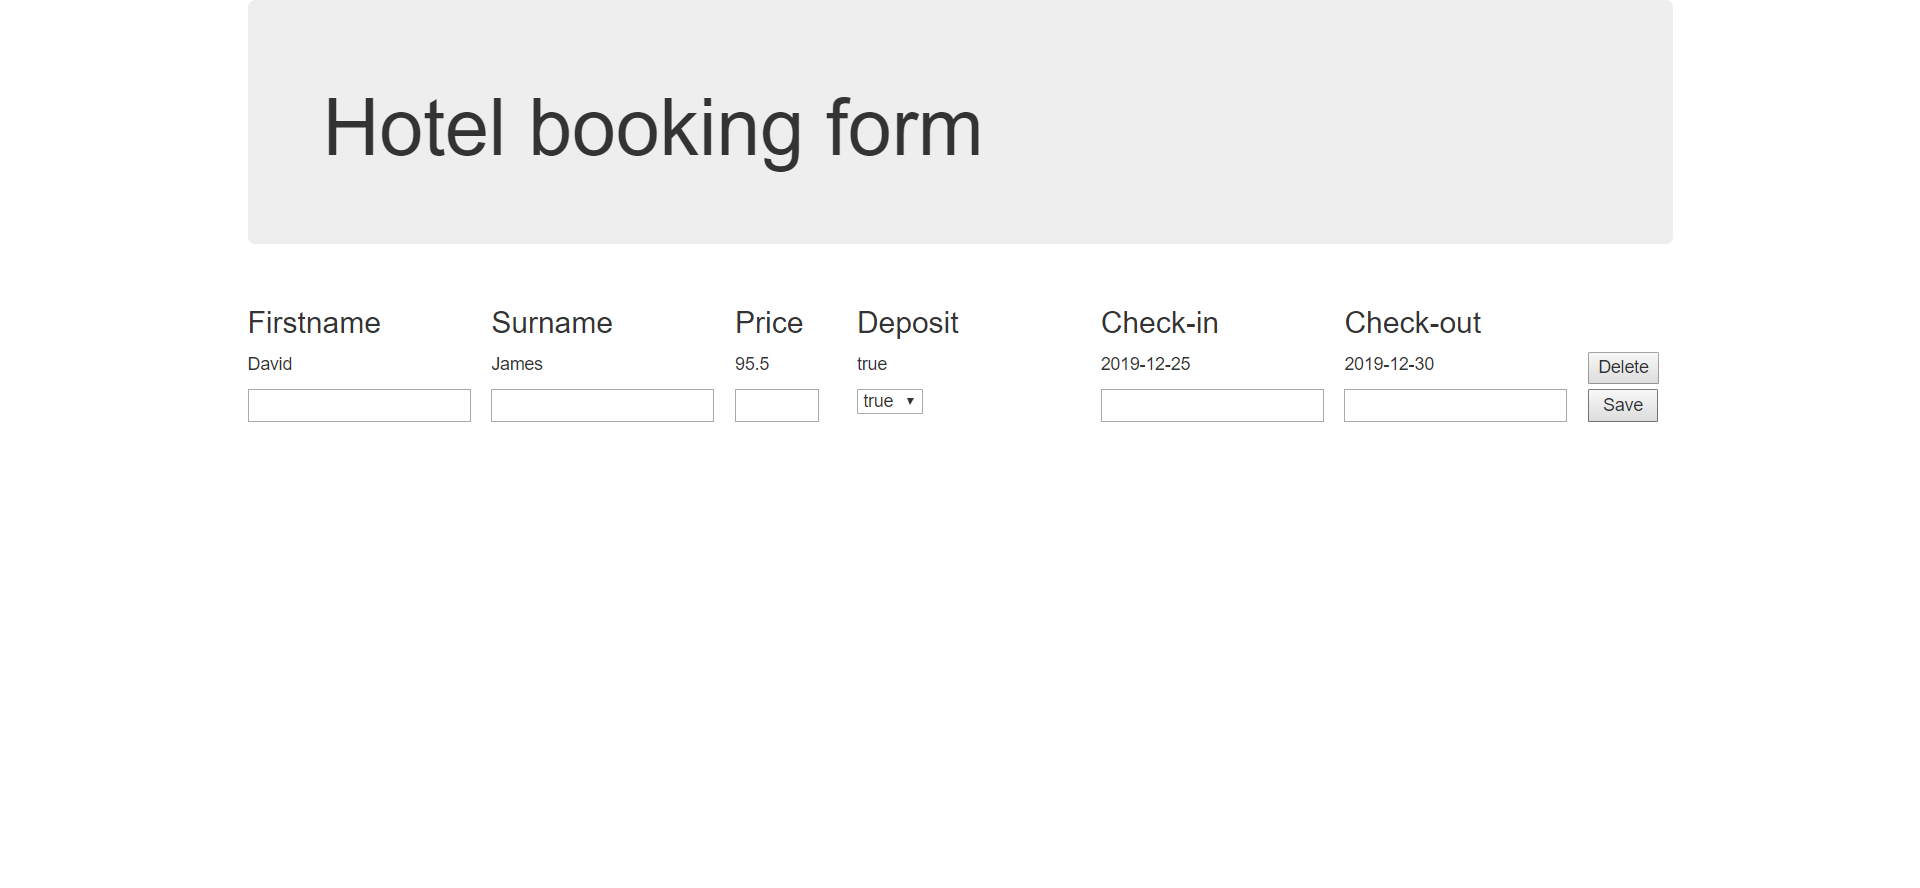 Hotel booking form
Firstname Surname Price Deposit Check-in Check-out
David James 95.5 true 2019-12-25 2019-12-30 Delete
true Save